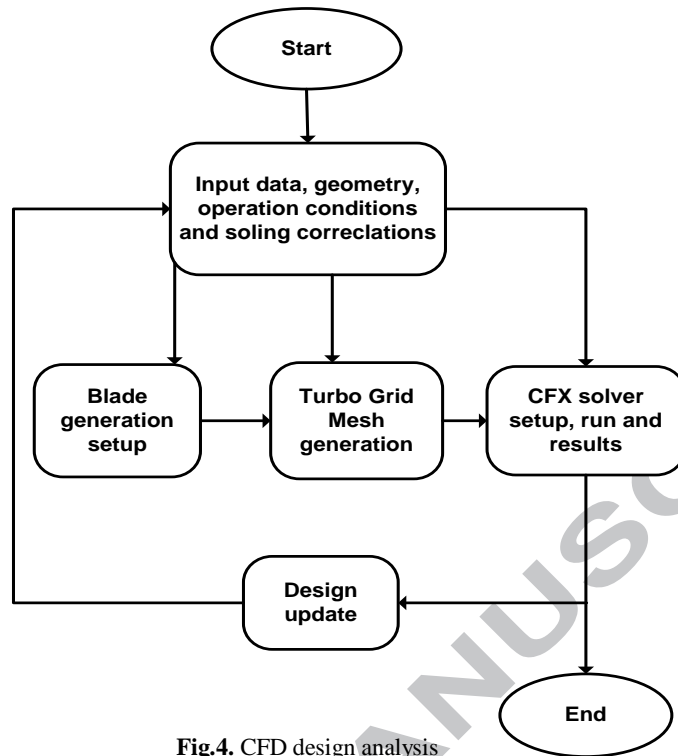 Start
Input data, geometry,
operation conditions
and soling correclations
Blade
generation
setup
Turbo Grid
Mesh
generation
CFX solver
setup, run and
results
Design
update
End
Fig.4. CFD design analysis
ANUSC